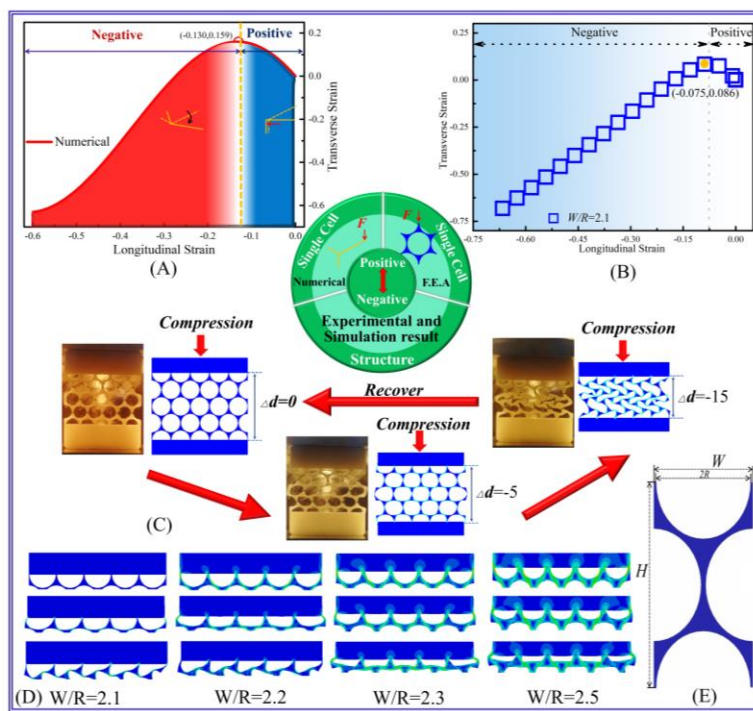 Negative
(-0.130,0.159)
Positive
0.2
0.0
-0.2
-0.4
-0.6
Transverse Strain
Numerical
-0.6 -0.5 -0.4 -0.3 -0.2 -0.1 0.0
Longitudinal Strain
(A)
Negative
Positive
0.25
0.00
-0.25
-0.50
-0.75
Transverse Strain
(-0.075,0.086)
W/R=2.1
-0.75 -0.60 -0.45 -0.30 -0.15 0.00
Longitudinal Strain
(B)
Single Cell
F
F
Single Cell
Numerical
Positive
Negative
F.E.A
Experimental and
Simulation result
Structure
Compression
△d=0
Recover
Compression
△d=-15
Compression
△d=-5
(C)
W
2R
H
(E)
(D)
W/R=2.1
W/R=2.2
W/R=2.3
W/R=2.5